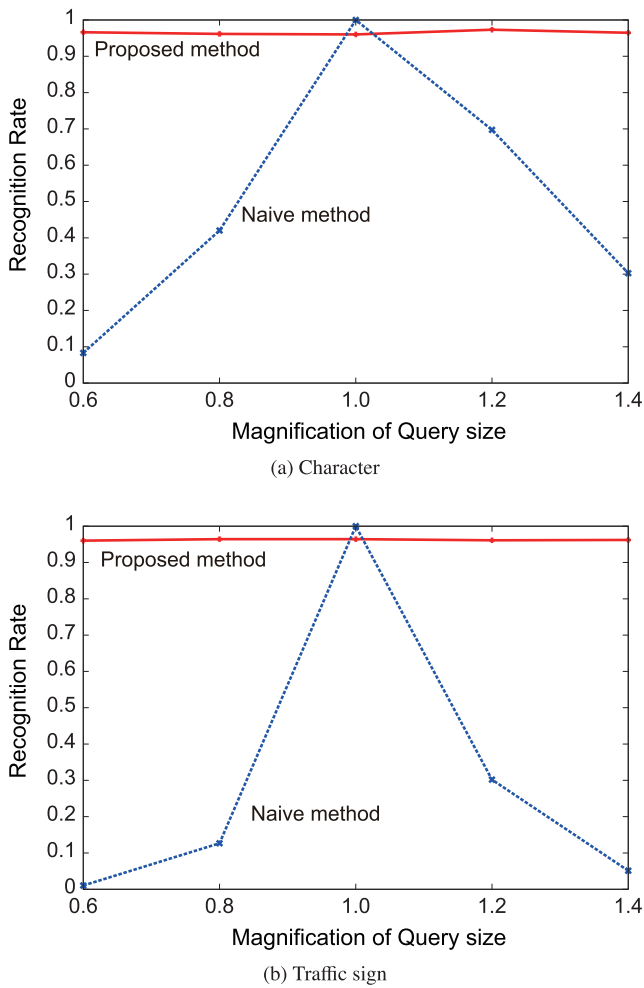 1
0.9
0.8
0.7
0.6
0.5
0.4
0.3
0.2
0.1
0
Recognition Rate
Proposed method
Naive method
0.6 0.8 1.0 1.2 1.4
Magnification of Query size
(a) Character
1
0.9
0.8
0.7
0.6
0.5
0.4
0.3
0.2
0.1
0
Recognition Rate
Proposed method
Naive method
0.6 0.8 1.0 1.2 1.4
Magnification of Query size
(b) Traffic sign